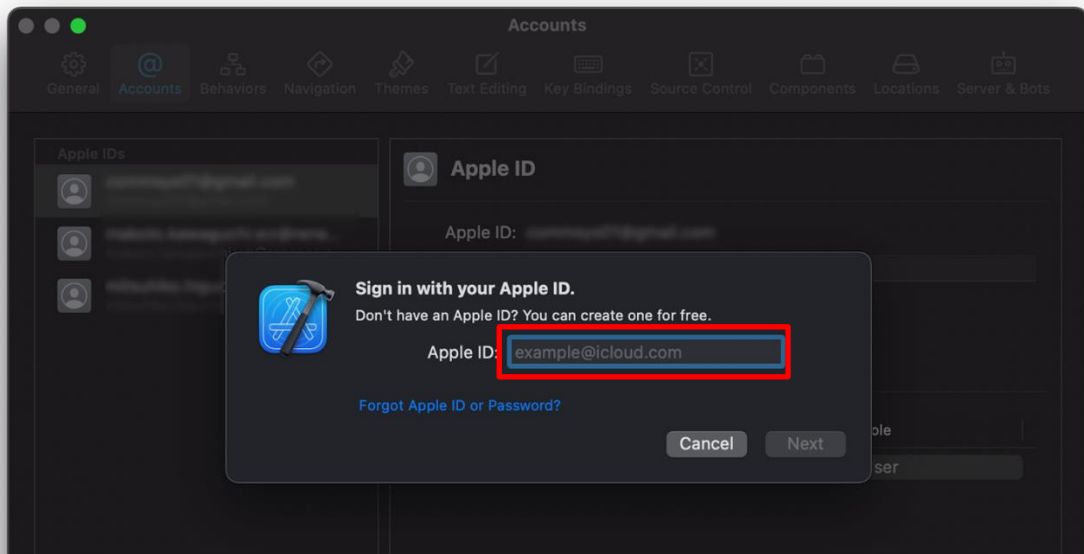 Accounts
General Accounts Behaviors Navigation Themes Text Editing Key Bindings Source Control Components Locations Server & Bots
Apple IDs
Apple ID
Apple ID:
Sign in with your Apple ID.
Don't have an Apple ID? You can create one for free.
Apple ID: example@icloud.com
Forgot Apple ID or Password?
Cancel Next